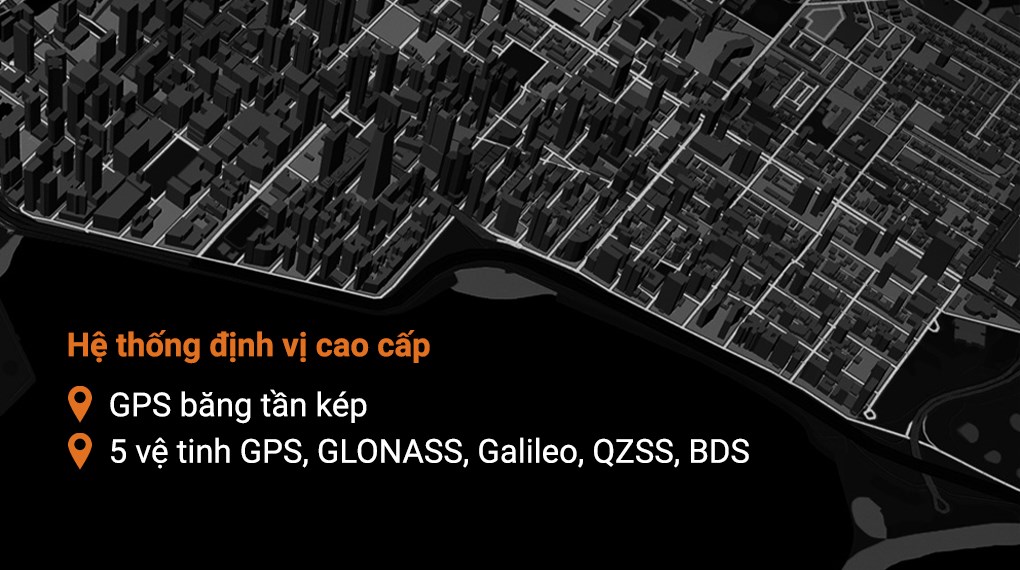 Hệ thống định vị cao cấp
GPS băng tần kép
5 vệ tinh GPS, GLONASS, Galileo, QZSS, BDS